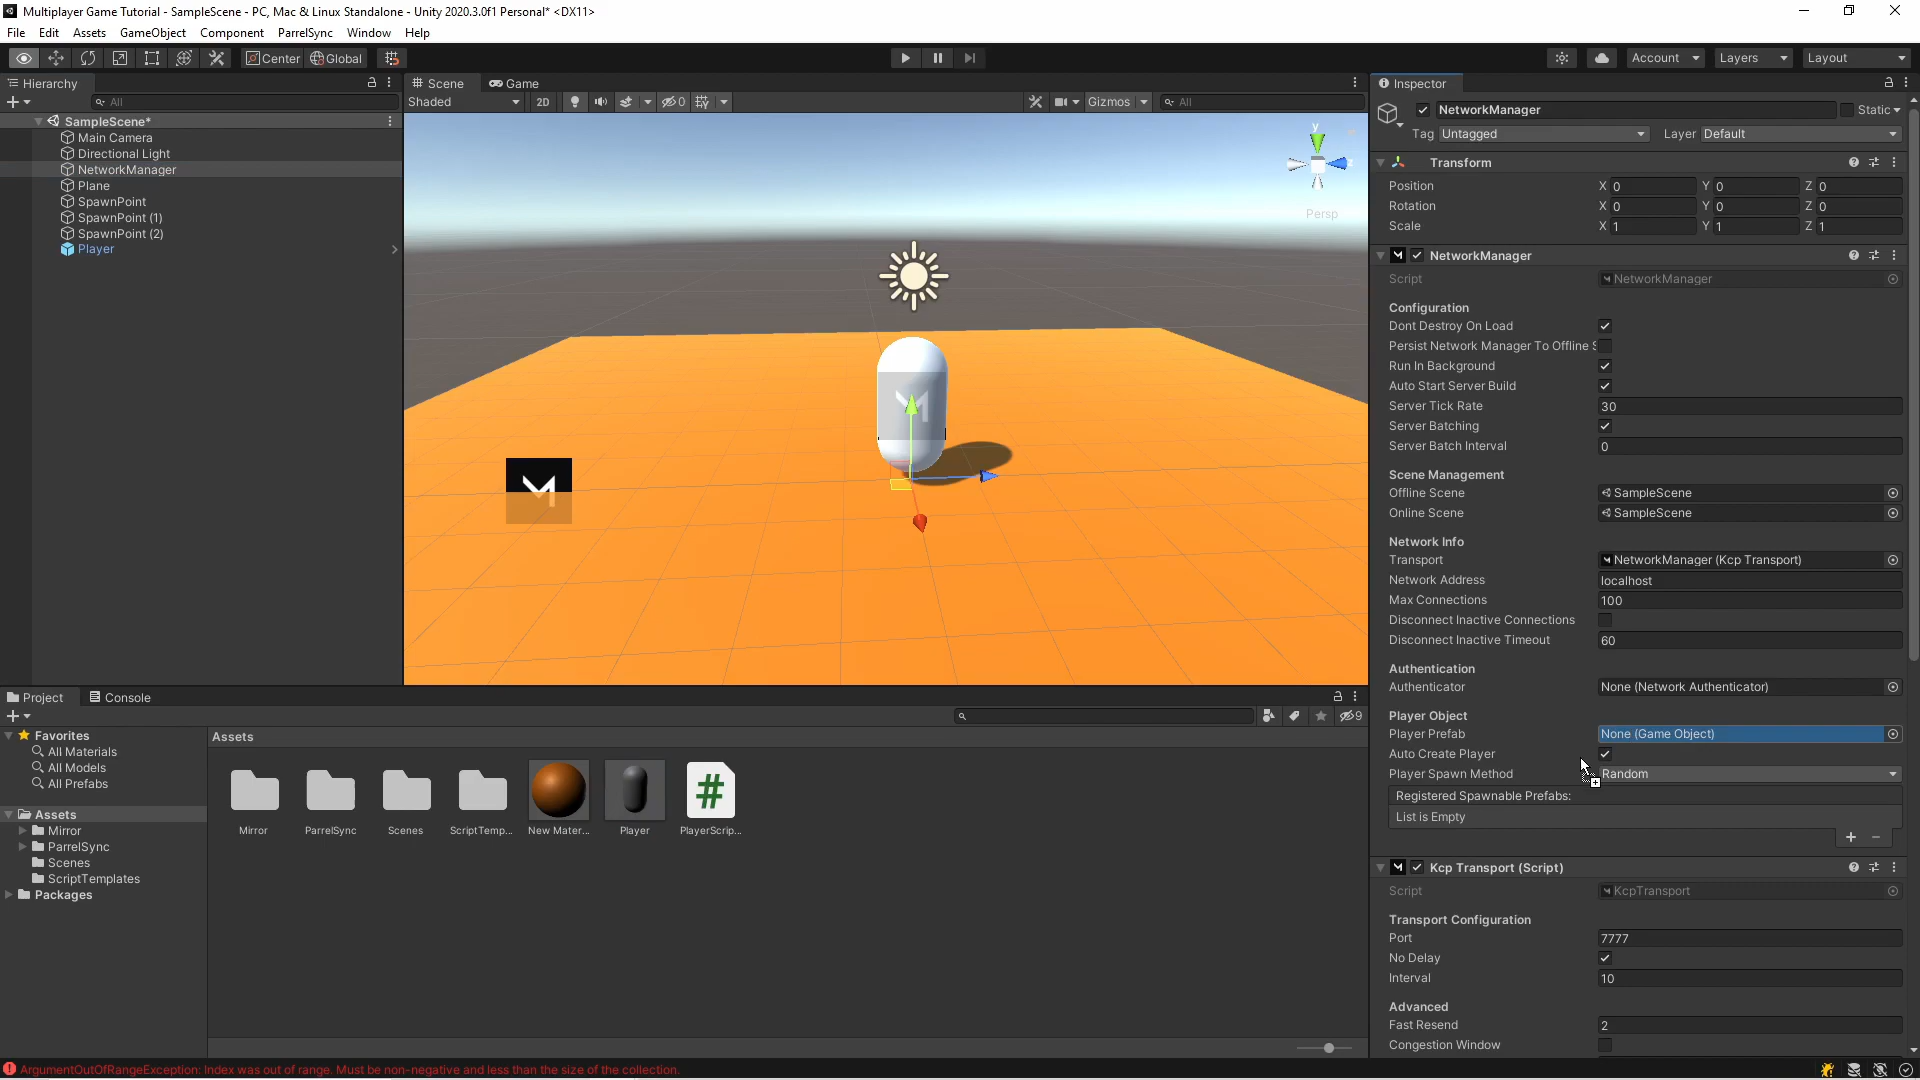 Multiplayer Game Tutorial - SampleScene - PC, Mac & Linux Standalone - Unity 2020.3.0f1 Personal* <DX11>
File Edit Assets GameObject Component ParrelSync Window Help
Center Global Account Layers Layout
Hierarchy
All
SampleScene*
Main Camera
Directional Light
NetworkManager
Plane
SpawnPoint
SpawnPoint (1)
SpawnPoint (2)
Player
Scene Game
Shaded 2D 0 Gizmos All
y
z
Persp
Inspector
NetworkManager Static
Tag Untagged Layer Default
Transform
Position X 0 Y 0 Z 0
Rotation X 0 Y 0 Z 0
Scale X 1 Y 1 Z 1
NetworkManager
Script NetworkManager
Configuration
Dont Destroy On Load
Persist Network Manager To Offline S
Run In Background
Auto Start Server Build
Server Tick Rate 30
Server Batching
Server Batch Interval 0
Scene Management
Offline Scene SampleScene
Online Scene SampleScene
Network Info
Transport NetworkManager (Kcp Transport)
Network Address localhost
Max Connections 100
Disconnect Inactive Connections
Disconnect Inactive Timeout 60
Authentication
Authenticator None (Network Authenticator)
Player Object
Player Prefab None (Game Object)
Auto Create Player
Player Spawn Method Random
Registered Spawnable Prefabs:
List is Empty
Kcp Transport (Script)
Script KcpTransport
Transport Configuration
Port 7777
No Delay
Interval 10
Advanced
Fast Resend 2
Congestion Window
Project Console
9
Favorites
All Materials
All Models
All Prefabs
Assets
Mirror
ParrelSync
Scenes
ScriptTemplates
Packages
Assets
Mirror ParrelSync Scenes ScriptTemp... New Mater... Player PlayerScrip...
ArgumentOutOfRangeException: Index was out of range. Must be non-negative and less than the size of the collection.